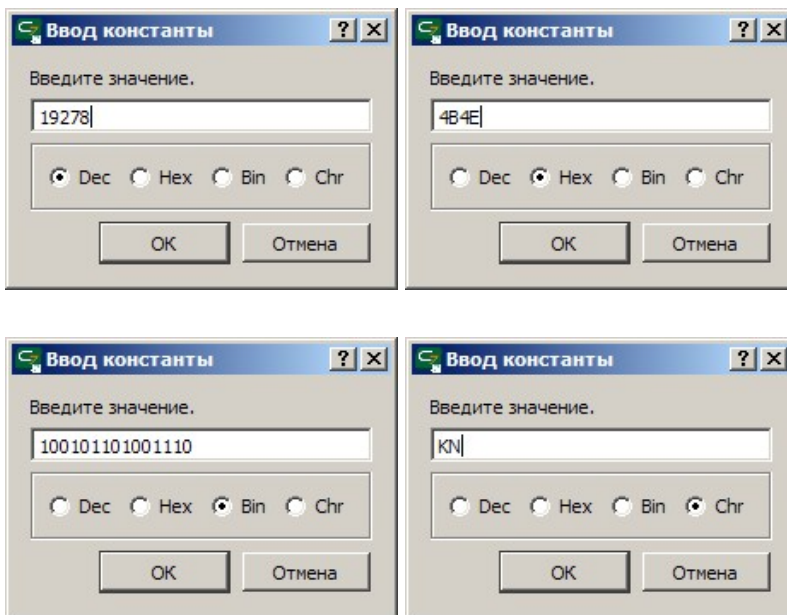 Ввод константы
Введите значение.
19278
Dec Hex Bin Chr
OK Отмена
Ввод константы
Введите значение.
4B4E
Dec Hex Bin Chr
OK Отмена
Ввод константы
Введите значение.
100101101001110
Dec Hex Bin Chr
OK Отмена
Ввод константы
Введите значение.
KN
Dec Hex Bin Chr
OK Отмена